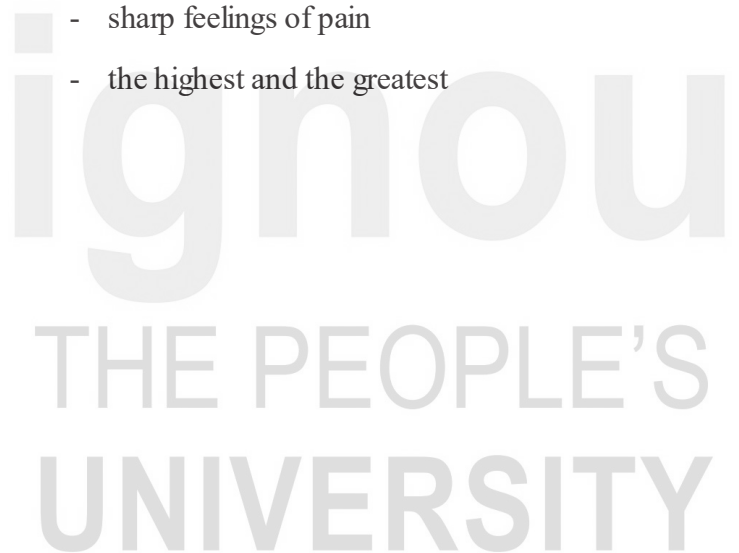 - sharp feelings of pain
- the highest and the greatest
ignou
THE PEOPLE'S
UNIVERSITY